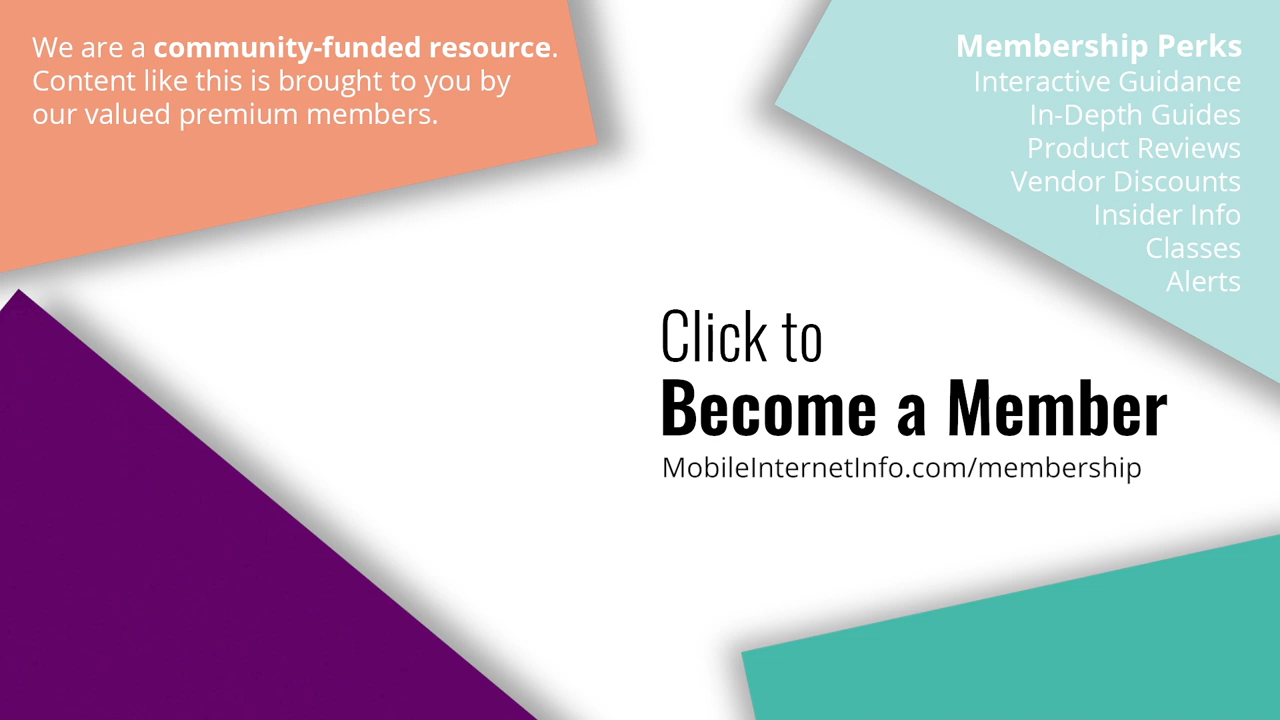 We are a community-funded resource.
Content like this is brought to you by
our valued premium members.
Membership Perks
Interactive Guidance
In-Depth Guides
Product Reviews
Vendor Discounts
Insider Info
Classes
Alerts
Click to
Become a Member
MobileInternetInfo.com/membership